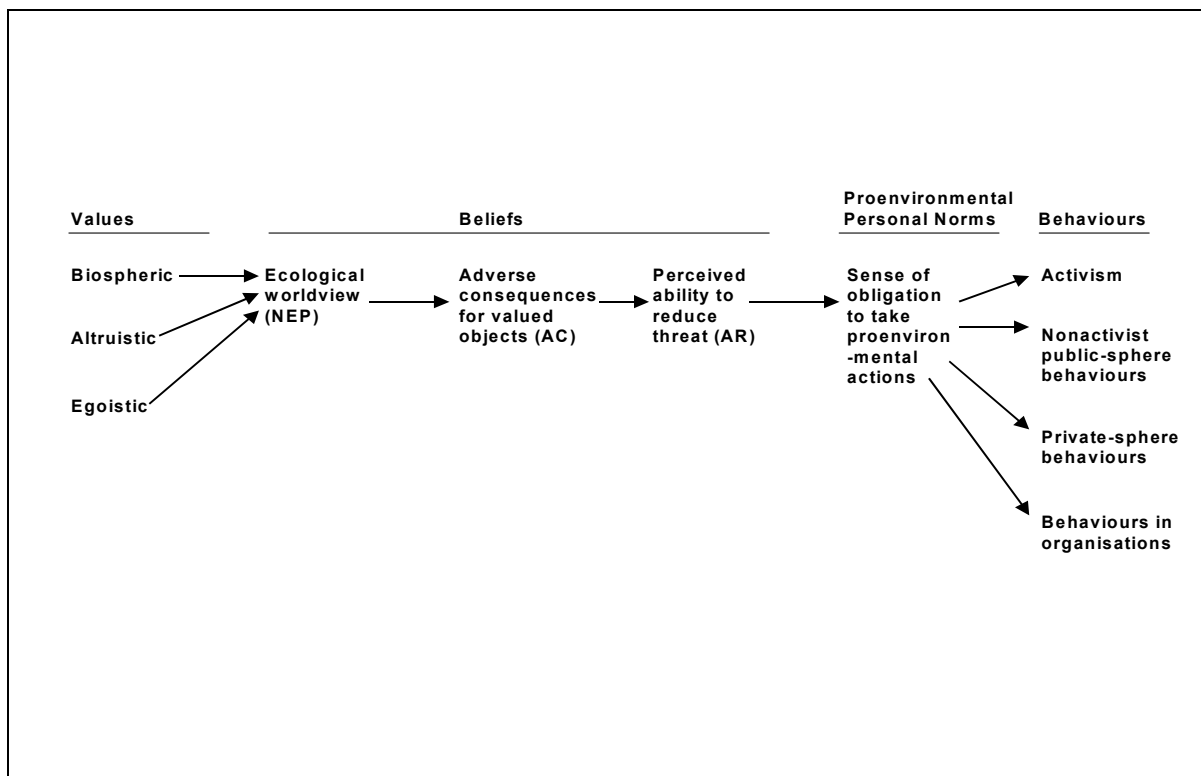 Values
Beliefs
Proenvironmental
Personal Norms
Behaviours
Biospheric
Altruistic
Egoistic
Ecological
worldview
(NEP)
Adverse
consequences
for valued
objects (AC)
Perceived
ability to
reduce
threat (AR)
Sense of
obligation
to take
proenviron
-mental
actions
Activism
Nonactivist
public-sphere
behaviours
Private-sphere
behaviours
Behaviours in
organisations